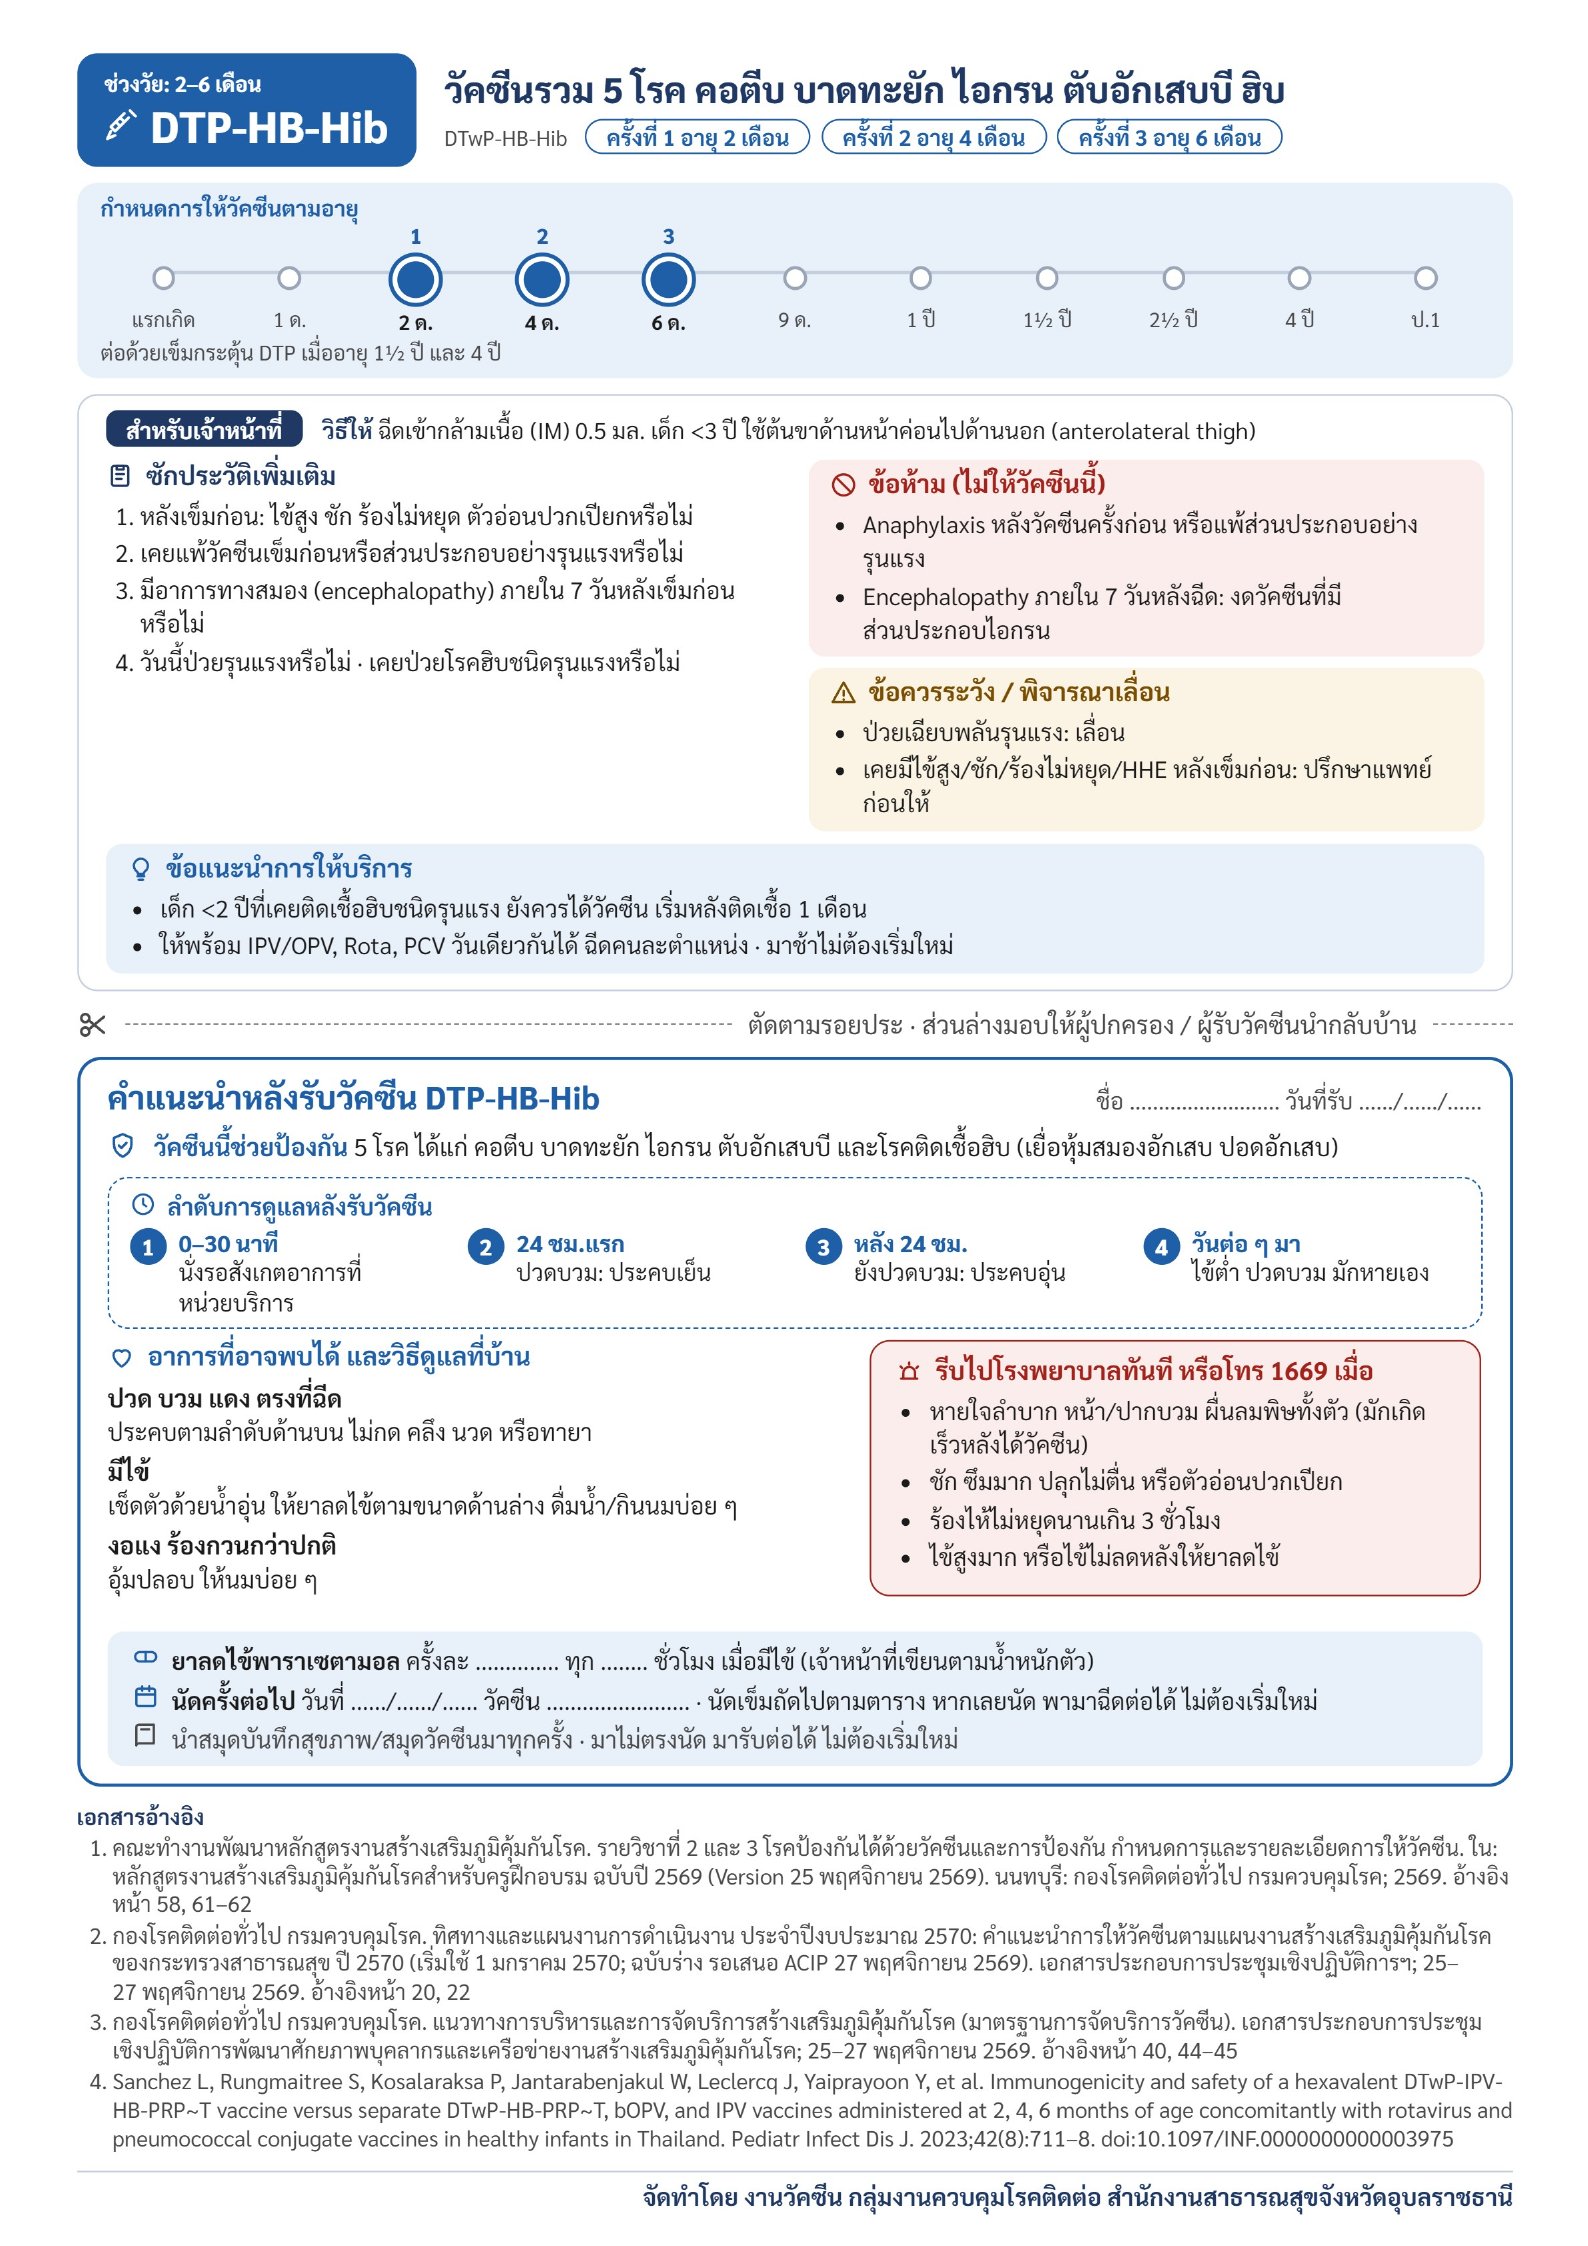 ช่วงวัย: 2–6 เดือน
DTP-HB-Hib
วัคซีนรวม 5 โรค คอตีบ บาดทะยัก ไอกรน ตับอักเสบบี ฮิบ
DTwP-HB-Hib ครั้งที่ 1 อายุ 2 เดือน ครั้งที่ 2 อายุ 4 เดือน ครั้งที่ 3 อายุ 6 เดือน
กำหนดการให้วัคซีนตามอายุ
1 2 3
แรกเกิด 1 ด. 2 ด. 4 ด. 6 ด. 9 ด. 1 ปี 1½ ปี 2½ ปี 4 ปี ป.1
ต่อด้วยเข็มกระตุ้น DTP เมื่ออายุ 1½ ปี และ 4 ปี
สำหรับเจ้าหน้าที่ วิธีให้ ฉีดเข้ากล้ามเนื้อ (IM) 0.5 มล. เด็ก <3 ปี ใช้ต้นขาด้านหน้าค่อนไปด้านนอก (anterolateral thigh)
ซักประวัติเพิ่มเติม
1. หลังเข็มก่อน: ไข้สูง ชัก ร้องไม่หยุด ตัวอ่อนปวกเปียกหรือไม่
2. เคยแพ้วัคซีนเข็มก่อนหรือส่วนประกอบอย่างรุนแรงหรือไม่
3. มีอาการทางสมอง (encephalopathy) ภายใน 7 วันหลังเข็มก่อน
หรือไม่
4. วันนี้ป่วยรุนแรงหรือไม่ · เคยป่วยโรคฮิบชนิดรุนแรงหรือไม่
ข้อห้าม (ไม่ให้วัคซีนนี้)
• Anaphylaxis หลังวัคซีนครั้งก่อน หรือแพ้ส่วนประกอบอย่าง
รุนแรง
• Encephalopathy ภายใน 7 วันหลังฉีด: งดวัคซีนที่มี
ส่วนประกอบไอกรน
ข้อควรระวัง / พิจารณาเลื่อน
• ป่วยเฉียบพลันรุนแรง: เลื่อน
• เคยมีไข้สูง/ชัก/ร้องไม่หยุด/HHE หลังเข็มก่อน: ปรึกษาแพทย์
ก่อนให้
ข้อแนะนำการให้บริการ
• เด็ก <2 ปีที่เคยติดเชื้อฮิบชนิดรุนแรง ยังควรได้วัคซีน เริ่มหลังติดเชื้อ 1 เดือน
• ให้พร้อม IPV/OPV, Rota, PCV วันเดียวกันได้ ฉีดคนละตำแหน่ง · มาช้าไม่ต้องเริ่มใหม่
ตัดตามรอยประ · ส่วนล่างมอบให้ผู้ปกครอง / ผู้รับวัคซีนนำกลับบ้าน
คำแนะนำหลังรับวัคซีน DTP-HB-Hib
ชื่อ .......................... วันที่รับ ....../....../......
วัคซีนนี้ช่วยป้องกัน 5 โรค ได้แก่ คอตีบ บาดทะยัก ไอกรน ตับอักเสบบี และโรคติดเชื้อฮิบ (เยื่อหุ้มสมองอักเสบ ปอดอักเสบ)
ลำดับการดูแลหลังรับวัคซีน
1 0–30 นาที
นั่งรอสังเกตอาการที่
หน่วยบริการ
2 24 ชม.แรก
ปวดบวม: ประคบเย็น
3 หลัง 24 ชม.
ยังปวดบวม: ประคบอุ่น
4 วันต่อ ๆ มา
ไข้ต่ำ ปวดบวม มักหายเอง
อาการที่อาจพบได้ และวิธีดูแลที่บ้าน
ปวด บวม แดง ตรงที่ฉีด
ประคบตามลำดับด้านบน ไม่กด คลึง นวด หรือทายา
มีไข้
เช็ดตัวด้วยน้ำอุ่น ให้ยาลดไข้ตามขนาดด้านล่าง ดื่มน้ำ/กินนมบ่อย ๆ
งอแง ร้องกวนกว่าปกติ
อุ้มปลอบ ให้นมบ่อย ๆ
รีบไปโรงพยาบาลทันที หรือโทร 1669 เมื่อ
• หายใจลำบาก หน้า/ปากบวม ผื่นลมพิษทั้งตัว (มักเกิด
เร็วหลังได้วัคซีน)
• ชัก ซึมมาก ปลุกไม่ตื่น หรือตัวอ่อนปวกเปียก
• ร้องไห้ไม่หยุดนานเกิน 3 ชั่วโมง
• ไข้สูงมาก หรือไข้ไม่ลดหลังให้ยาลดไข้
ยาลดไข้พาราเซตามอล ครั้งละ .............. ทุก ........ ชั่วโมง เมื่อมีไข้ (เจ้าหน้าที่เขียนตามน้ำหนักตัว)
นัดครั้งต่อไป วันที่ ....../....../...... วัคซีน ........................ · นัดเข็มถัดไปตามตาราง หากเลยนัด พามาฉีดต่อได้ ไม่ต้องเริ่มใหม่
นำสมุดบันทึกสุขภาพ/สมุดวัคซีนมาทุกครั้ง · มาไม่ตรงนัด มารับต่อได้ ไม่ต้องเริ่มใหม่
เอกสารอ้างอิง
1. คณะทำงานพัฒนาหลักสูตรงานสร้างเสริมภูมิคุ้มกันโรค. รายวิชาที่ 2 และ 3 โรคป้องกันได้ด้วยวัคซีนและการป้องกัน กำหนดการและรายละเอียดการให้วัคซีน. ใน:
หลักสูตรงานสร้างเสริมภูมิคุ้มกันโรคสำหรับครูฝึกอบรม ฉบับปี 2569 (Version 25 พฤศจิกายน 2569). นนทบุรี: กองโรคติดต่อทั่วไป กรมควบคุมโรค; 2569. อ้างอิง
หน้า 58, 61–62
2. กองโรคติดต่อทั่วไป กรมควบคุมโรค. ทิศทางและแผนงานการดำเนินงาน ประจำปีงบประมาณ 2570: คำแนะนำการให้วัคซีนตามแผนงานสร้างเสริมภูมิคุ้มกันโรค
ของกระทรวงสาธารณสุข ปี 2570 (เริ่มใช้ 1 มกราคม 2570; ฉบับร่าง รอเสนอ ACIP 27 พฤศจิกายน 2569). เอกสารประกอบการประชุมเชิงปฏิบัติการฯ; 25–
27 พฤศจิกายน 2569. อ้างอิงหน้า 20, 22
3. กองโรคติดต่อทั่วไป กรมควบคุมโรค. แนวทางการบริหารและการจัดบริการสร้างเสริมภูมิคุ้มกันโรค (มาตรฐานการจัดบริการวัคซีน). เอกสารประกอบการประชุม
เชิงปฏิบัติการพัฒนาศักยภาพบุคลากรและเครือข่ายงานสร้างเสริมภูมิคุ้มกันโรค; 25–27 พฤศจิกายน 2569. อ้างอิงหน้า 40, 44–45
4. Sanchez L, Rungmaitree S, Kosalaraksa P, Jantarabenjakul W, Leclercq J, Yaiprayoon Y, et al. Immunogenicity and safety of a hexavalent DTwP-IPV-
HB-PRP~T vaccine versus separate DTwP-HB-PRP~T, bOPV, and IPV vaccines administered at 2, 4, 6 months of age concomitantly with rotavirus and
pneumococcal conjugate vaccines in healthy infants in Thailand. Pediatr Infect Dis J. 2023;42(8):711–8. doi:10.1097/INF.0000000000003975
จัดทำโดย งานวัคซีน กลุ่มงานควบคุมโรคติดต่อ สำนักงานสาธารณสุขจังหวัดอุบลราชธานี